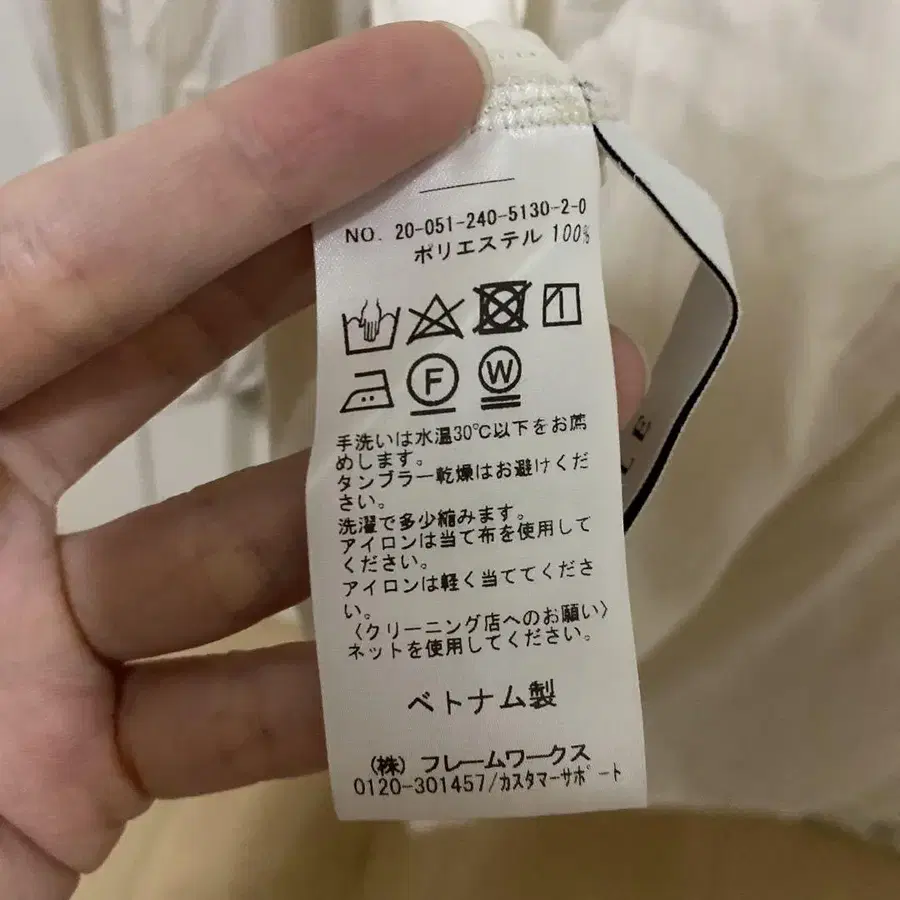 NO. 20-051-240-5130-2-0
ポリエステル 100%
F W
手洗いは水温30℃以下をお薦
めします。
タンブラー乾燥はお避けくだ
さい。
洗濯で多少縮みます。
アイロンは当て布を使用して
ください。
アイロンは軽く当ててくださ
い。
〈クリーニング店へのお願い〉
ネットを使用してください。
ベトナム製
(株) フレームワークス
0120-301457/カスタマーサポート
L E